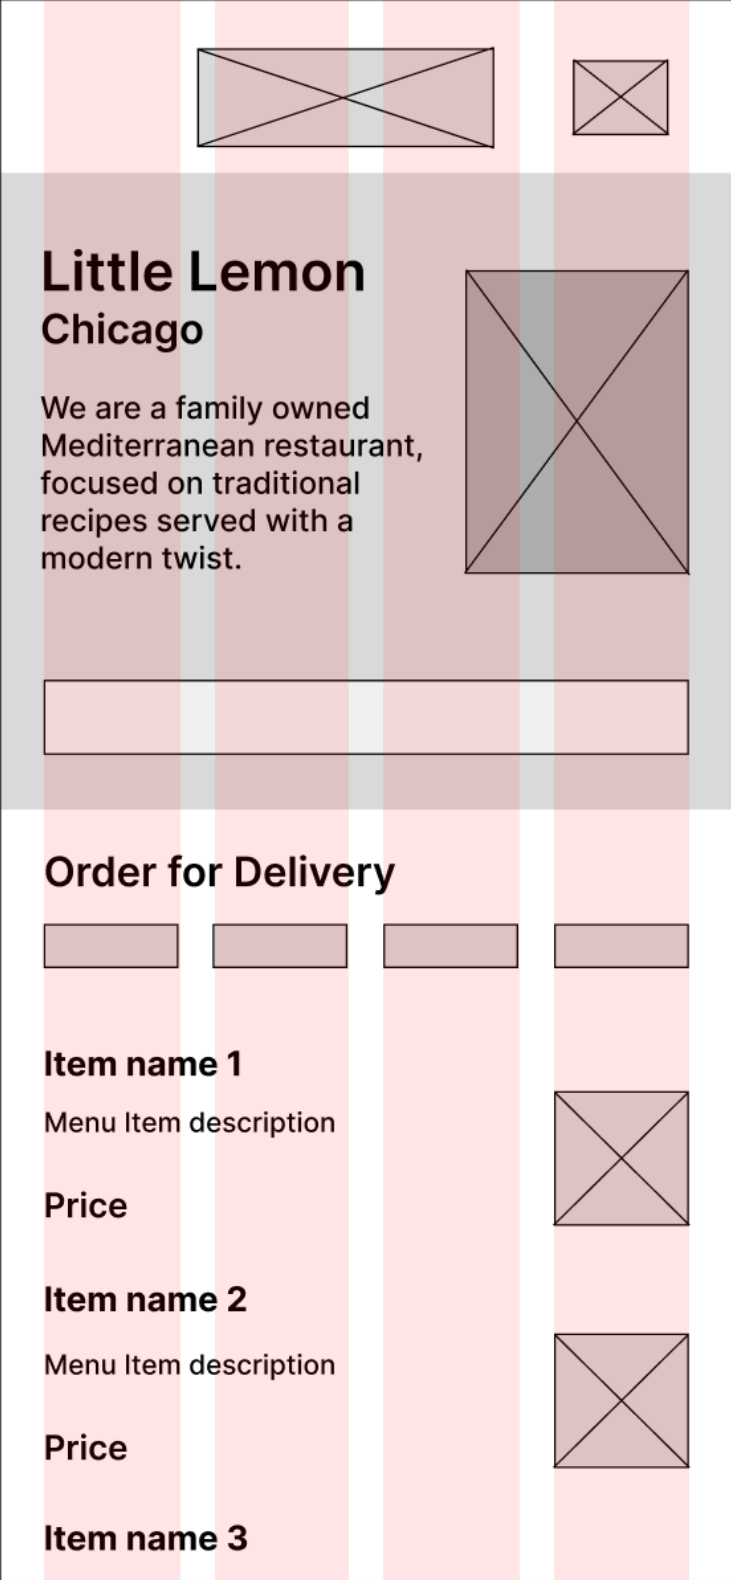 Little Lemon
Chicago
We are a family owned
Mediterranean restaurant,
focused on traditional
recipes served with a
modern twist.
Order for Delivery
Item name 1
Menu Item description
Price
Item name 2
Menu Item description
Price
Item name 3